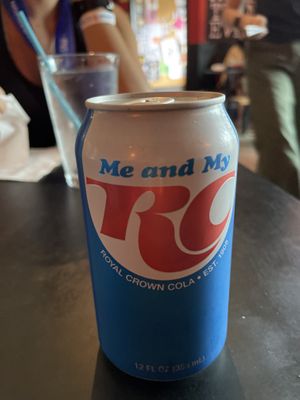 Me and My
RC
ROYAL CROWN COLA • EST. 1905
12 FL OZ (355 mL)